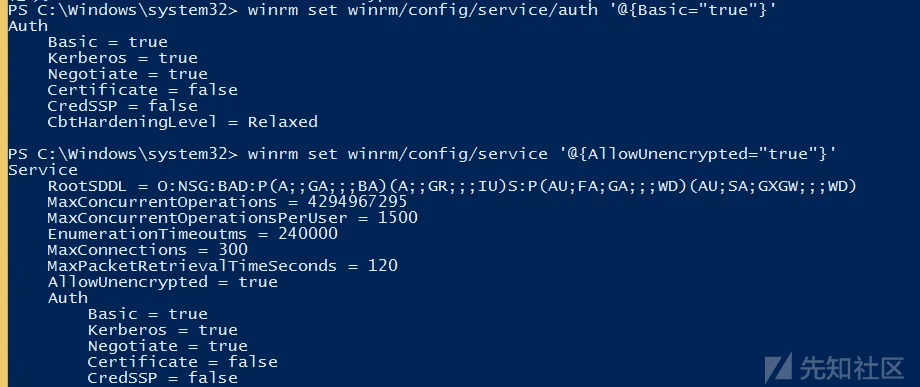 PS C:\Windows\system32> winrm set winrm/config/service/auth '@{Basic="true"}'
Auth
    Basic = true
    Kerberos = true
    Negotiate = true
    Certificate = false
    CredSSP = false
    CbtHardeningLevel = Relaxed
PS C:\Windows\system32> winrm set winrm/config/service '@{AllowUnencrypted="true"}'
Service
    RootSDDL = O:NSG:BAD:P(A;;GA;;;BA)(A;;GR;;;IU)S:P(AU;FA;GA;;;WD)(AU;SA;GXGW;;;WD)
    MaxConcurrentOperations = 4294967295
    MaxConcurrentOperationsPerUser = 1500
    EnumerationTimeoutms = 240000
    MaxConnections = 300
    MaxPacketRetrievalTimeSeconds = 120
    AllowUnencrypted = true
    Auth
        Basic = true
        Kerberos = true
        Negotiate = true
        Certificate = false
        CredSSP = false
先知社区